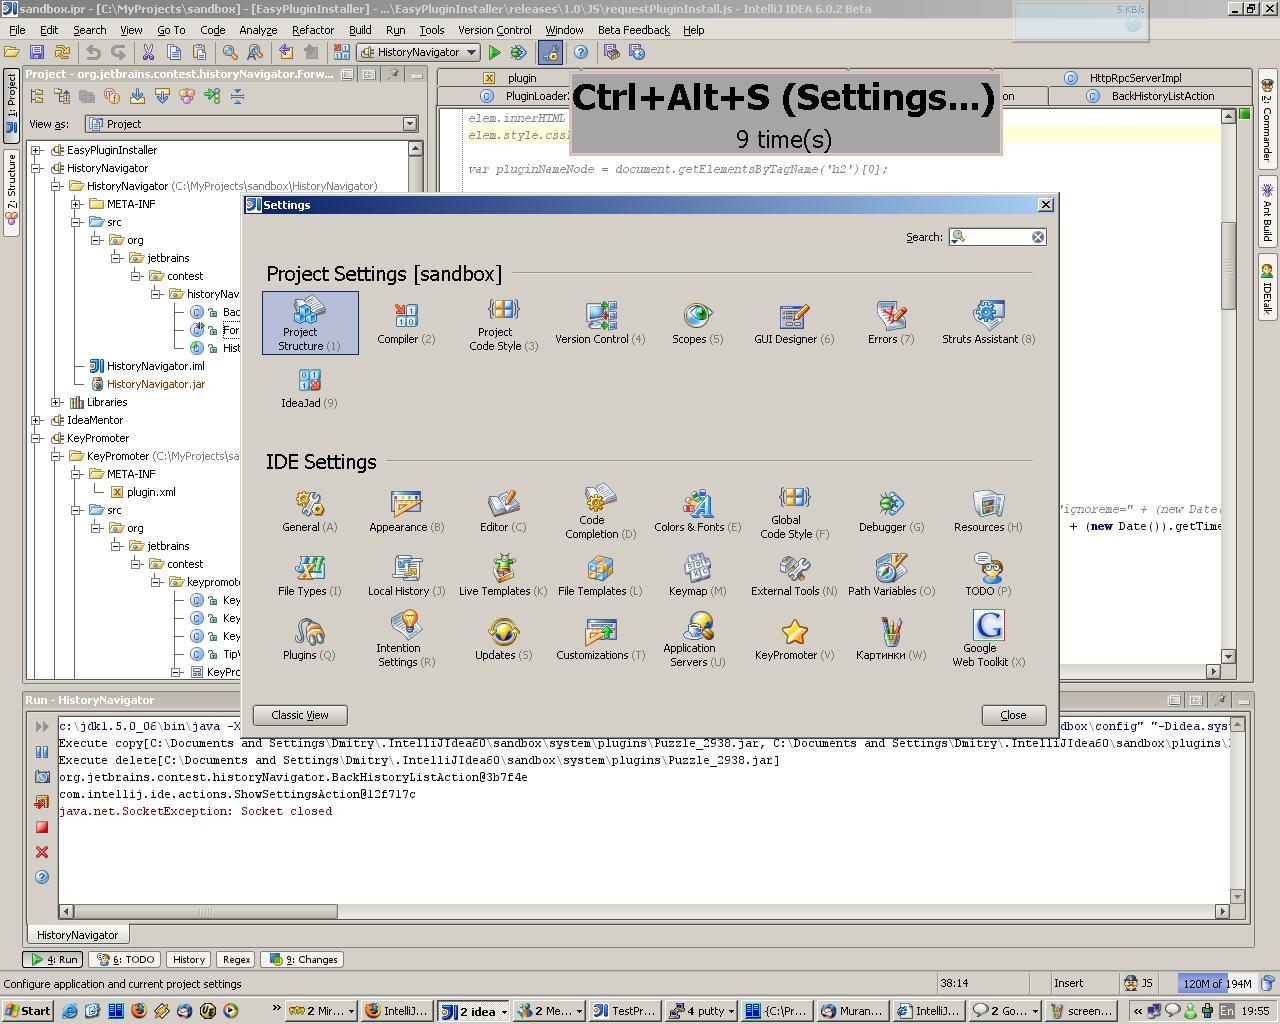 sandbox.ipr - [C:\MyProjects\sandbox] - [EasyPluginInstaller] - ...\EasyPluginInstaller\releases\1.0\JS\requestPluginInstall.js - IntelliJ IDEA 6.0.2 Beta
5 KB/s
File Edit Search View Go To Code Analyze Refactor Build Run Tools Version Control Window Beta Feedback Help
HistoryNavigator
Project - org.jetbrains.contest.historyNavigator.Forw...
View as: Project
1: Project
7: Structure
plugin
HttpRpcServerImpl
BackHistoryListAction
Ctrl+Alt+S (Settings...)
9 time(s)
2: Commander
Ant Build
IDEtalk
elem.innerHTML
var pluginNameNode = document.getElementsByTagName('h2')[0];
EasyPluginInstaller
HistoryNavigator
HistoryNavigator (C:\MyProjects\sandbox\HistoryNavigator)
META-INF
src
org
jetbrains
contest
historyNav
Bac
For
Hist
HistoryNavigator.iml
HistoryNavigator.jar
Libraries
IdeaMentor
KeyPromoter
KeyPromoter (C:\MyProjects\sa
META-INF
plugin.xml
src
org
jetbrains
contest
keypromote
Key
Key
Key
TipV
KeyPrc
Settings
Search:
Project Settings [sandbox]
Project Structure (1)
Compiler (2)
Project Code Style (3)
Version Control (4)
Scopes (5)
GUI Designer (6)
Errors (7)
Struts Assistant (8)
IdeaJad (9)
IDE Settings
General (A)
Appearance (B)
Editor (C)
Code Completion (D)
Colors & Fonts (E)
Global Code Style (F)
Debugger (G)
Resources (H)
File Types (I)
Local History (J)
Live Templates (K)
File Templates (L)
Keymap (M)
External Tools (N)
Path Variables (O)
TODO (P)
Plugins (Q)
Intention Settings (R)
Updates (S)
Customizations (T)
Application Servers (U)
KeyPromoter (V)
Картинки (W)
Google Web Toolkit (X)
Classic View
Close
"ignoreme=" + (new Date(
+ (new Date()).getTime
Run - HistoryNavigator
c:\jdk1.5.0_06\bin\java -X
dbox\config" "-Didea.syst
Execute copy[C:\Documents and Settings\Dmitry\.IntelliJIdea60\sandbox\system\plugins\Puzzle_2938.jar, C:\Documents and Settings\Dmitry\.IntelliJIdea60\sandbox\plugins\
Execute delete[C:\Documents and Settings\Dmitry\.IntelliJIdea60\sandbox\system\plugins\Puzzle_2938.jar]
org.jetbrains.contest.historyNavigator.BackHistoryListAction@3b7f4e
com.intellij.ide.actions.ShowSettingsAction@12f717c
java.net.SocketException: Socket closed
HistoryNavigator
4: Run 6: TODO History Regex 9: Changes
Configure application and current project settings
38:14
Insert
JS
120M of 194M
Start
2 Mir...
IntelliJ...
2 idea
2 Me...
TestPr...
4 putty
{C:\Pr...
Muran...
IntelliJ...
2 Go...
screen...
En
19:55